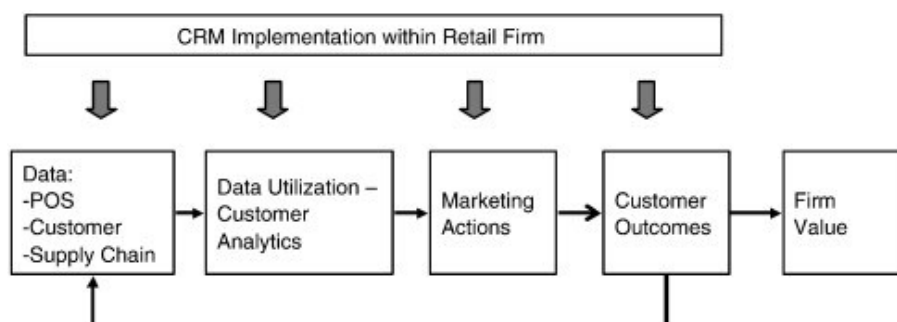 CRM Implementation within Retail Firm
Data:
-POS
-Customer
-Supply Chain
Data Utilization –
Customer
Analytics
Marketing
Actions
Customer
Outcomes
Firm
Value